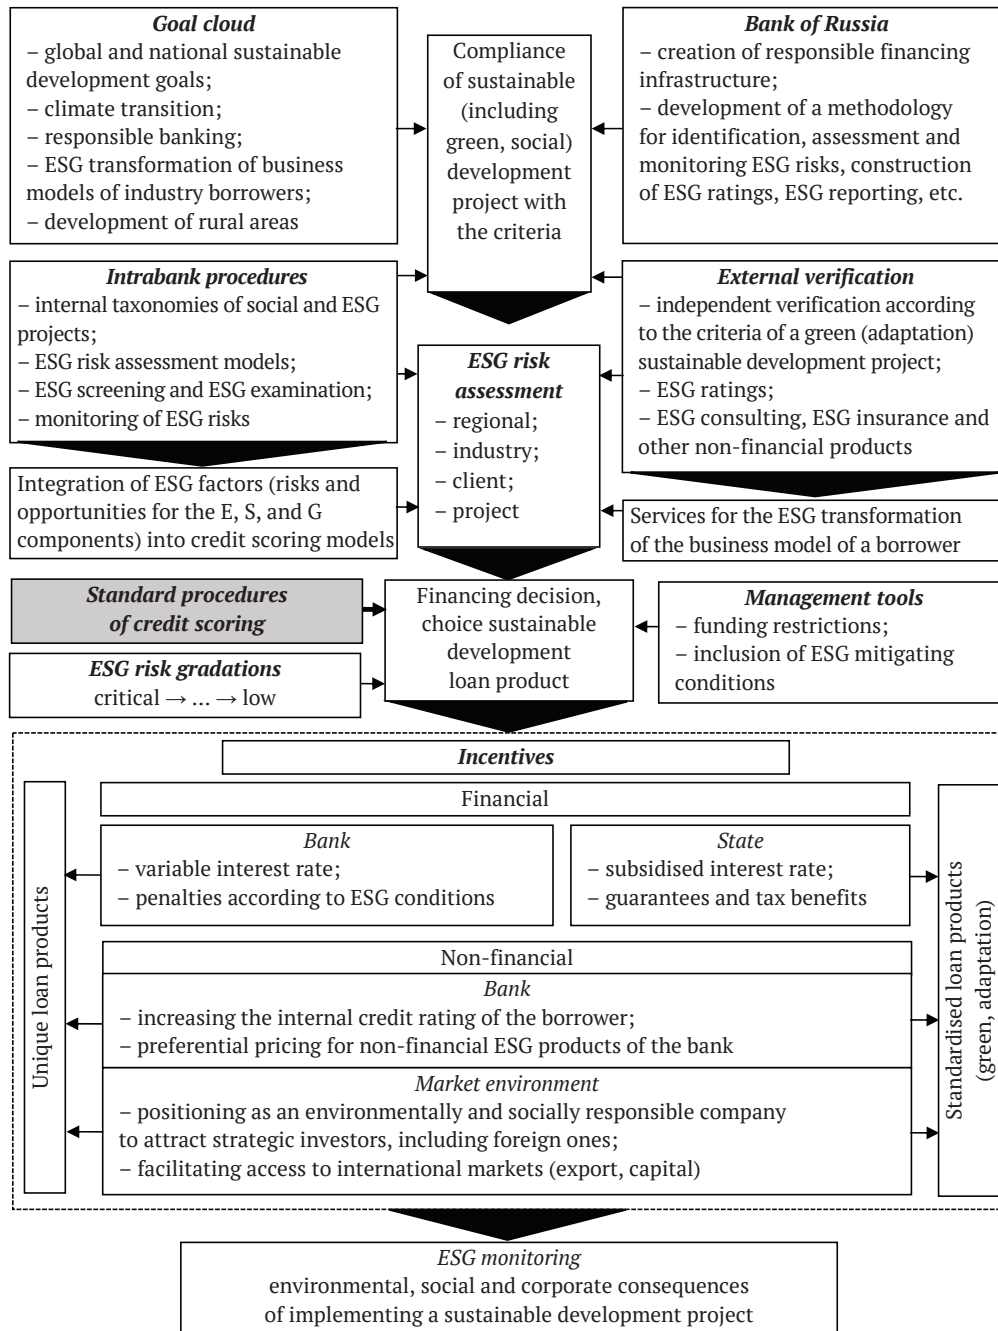 Goal cloud
– global and national sustainable
development goals;
– climate transition;
– responsible banking;
– ESG transformation of business
models of industry borrowers;
– development of rural areas
Compliance
of sustainable
(including
green, social)
development
project with
the criteria
Bank of Russia
– creation of responsible financing
infrastructure;
– development of a methodology
for identification, assessment and
monitoring ESG risks, construction
of ESG ratings, ESG reporting, etc.
Intrabank procedures
– internal taxonomies of social and ESG
projects;
– ESG risk assessment models;
– ESG screening and ESG examination;
– monitoring of ESG risks
ESG risk
assessment
– regional;
– industry;
– client;
– project
External verification
– independent verification according
to the criteria of a green (adaptation)
sustainable development project;
– ESG ratings;
– ESG consulting, ESG insurance and
other non-financial products
Integration of ESG factors (risks and
opportunities for the E, S, and G
components) into credit scoring models
Services for the ESG transformation
of the business model of a borrower
Standard procedures
of credit scoring
Financing decision,
choice sustainable
development
loan product
Management tools
– funding restrictions;
– inclusion of ESG mitigating
conditions
ESG risk gradations
critical → ... → low
Incentives
Financial
Bank
– variable interest rate;
– penalties according to ESG conditions
State
– subsidised interest rate;
– guarantees and tax benefits
Non-financial
Bank
– increasing the internal credit rating of the borrower;
– preferential pricing for non-financial ESG products of the bank
Market environment
– positioning as an environmentally and socially responsible company
to attract strategic investors, including foreign ones;
– facilitating access to international markets (export, capital)
Unique loan products
Standardised loan products
(green, adaptation)
ESG monitoring
environmental, social and corporate consequences
of implementing a sustainable development project